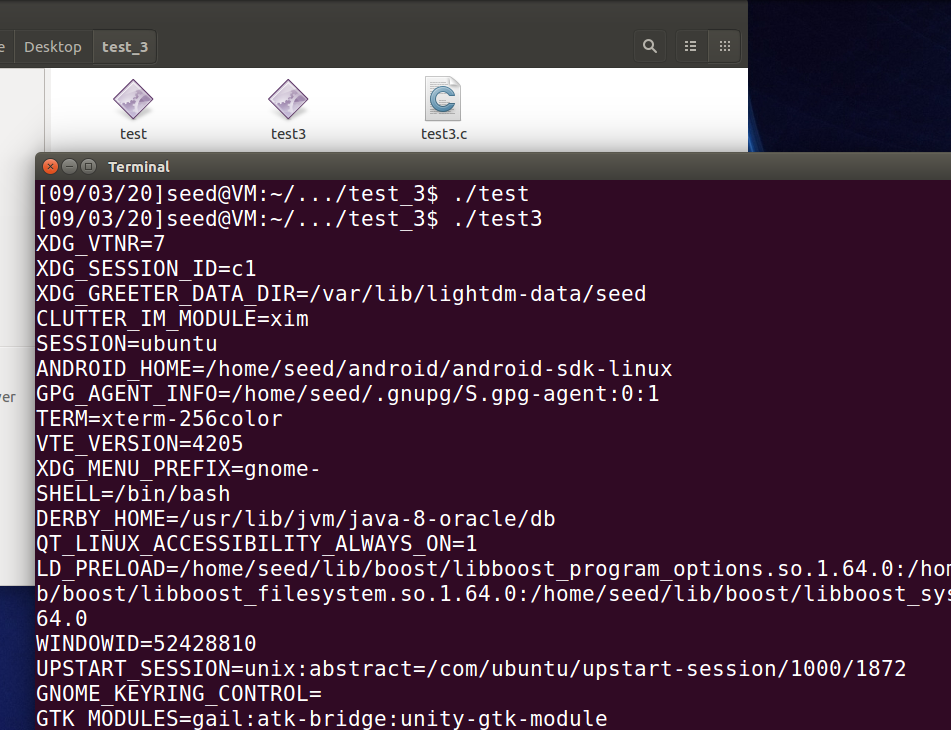 Desktop
test_3
test
test3
test3.c
Terminal
[09/03/20]seed@VM:~/.../test_3$ ./test
[09/03/20]seed@VM:~/.../test_3$ ./test3
XDG_VTNR=7
XDG_SESSION_ID=c1
XDG_GREETER_DATA_DIR=/var/lib/lightdm-data/seed
CLUTTER_IM_MODULE=xim
SESSION=ubuntu
ANDROID_HOME=/home/seed/android/android-sdk-linux
GPG_AGENT_INFO=/home/seed/.gnupg/S.gpg-agent:0:1
TERM=xterm-256color
VTE_VERSION=4205
XDG_MENU_PREFIX=gnome-
SHELL=/bin/bash
DERBY_HOME=/usr/lib/jvm/java-8-oracle/db
QT_LINUX_ACCESSIBILITY_ALWAYS_ON=1
LD_PRELOAD=/home/seed/lib/boost/libboost_program_options.so.1.64.0:/hom
b/boost/libboost_filesystem.so.1.64.0:/home/seed/lib/boost/libboost_sys
64.0
WINDOWID=52428810
UPSTART_SESSION=unix:abstract=/com/ubuntu/upstart-session/1000/1872
GNOME_KEYRING_CONTROL=
GTK_MODULES=gail:atk-bridge:unity-gtk-module